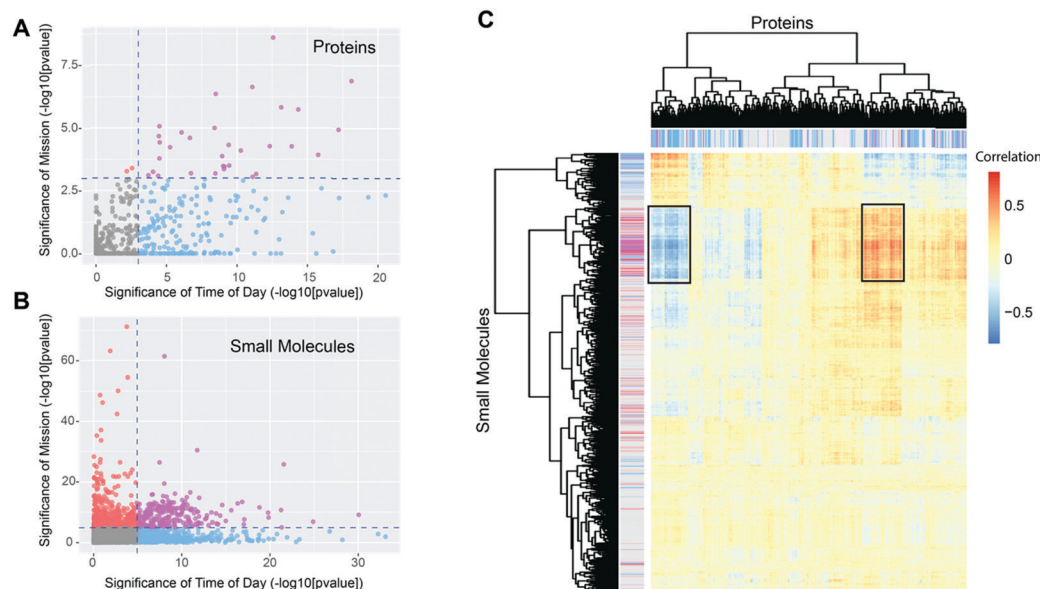 A
Proteins
Significance of Mission (-log10[pvalue])
7.5-
5.0-
2.5-
0.0-
0 5 10 15 20
Significance of Time of Day (-log10[pvalue])
B
Small Molecules
Significance of Mission (-log10[pvalue])
60-
40-
20-
0-
0 10 20 30
Significance of Time of Day (-log10[pvalue])
C
Proteins
Small Molecules
Correlation
0.5
0
−0.5